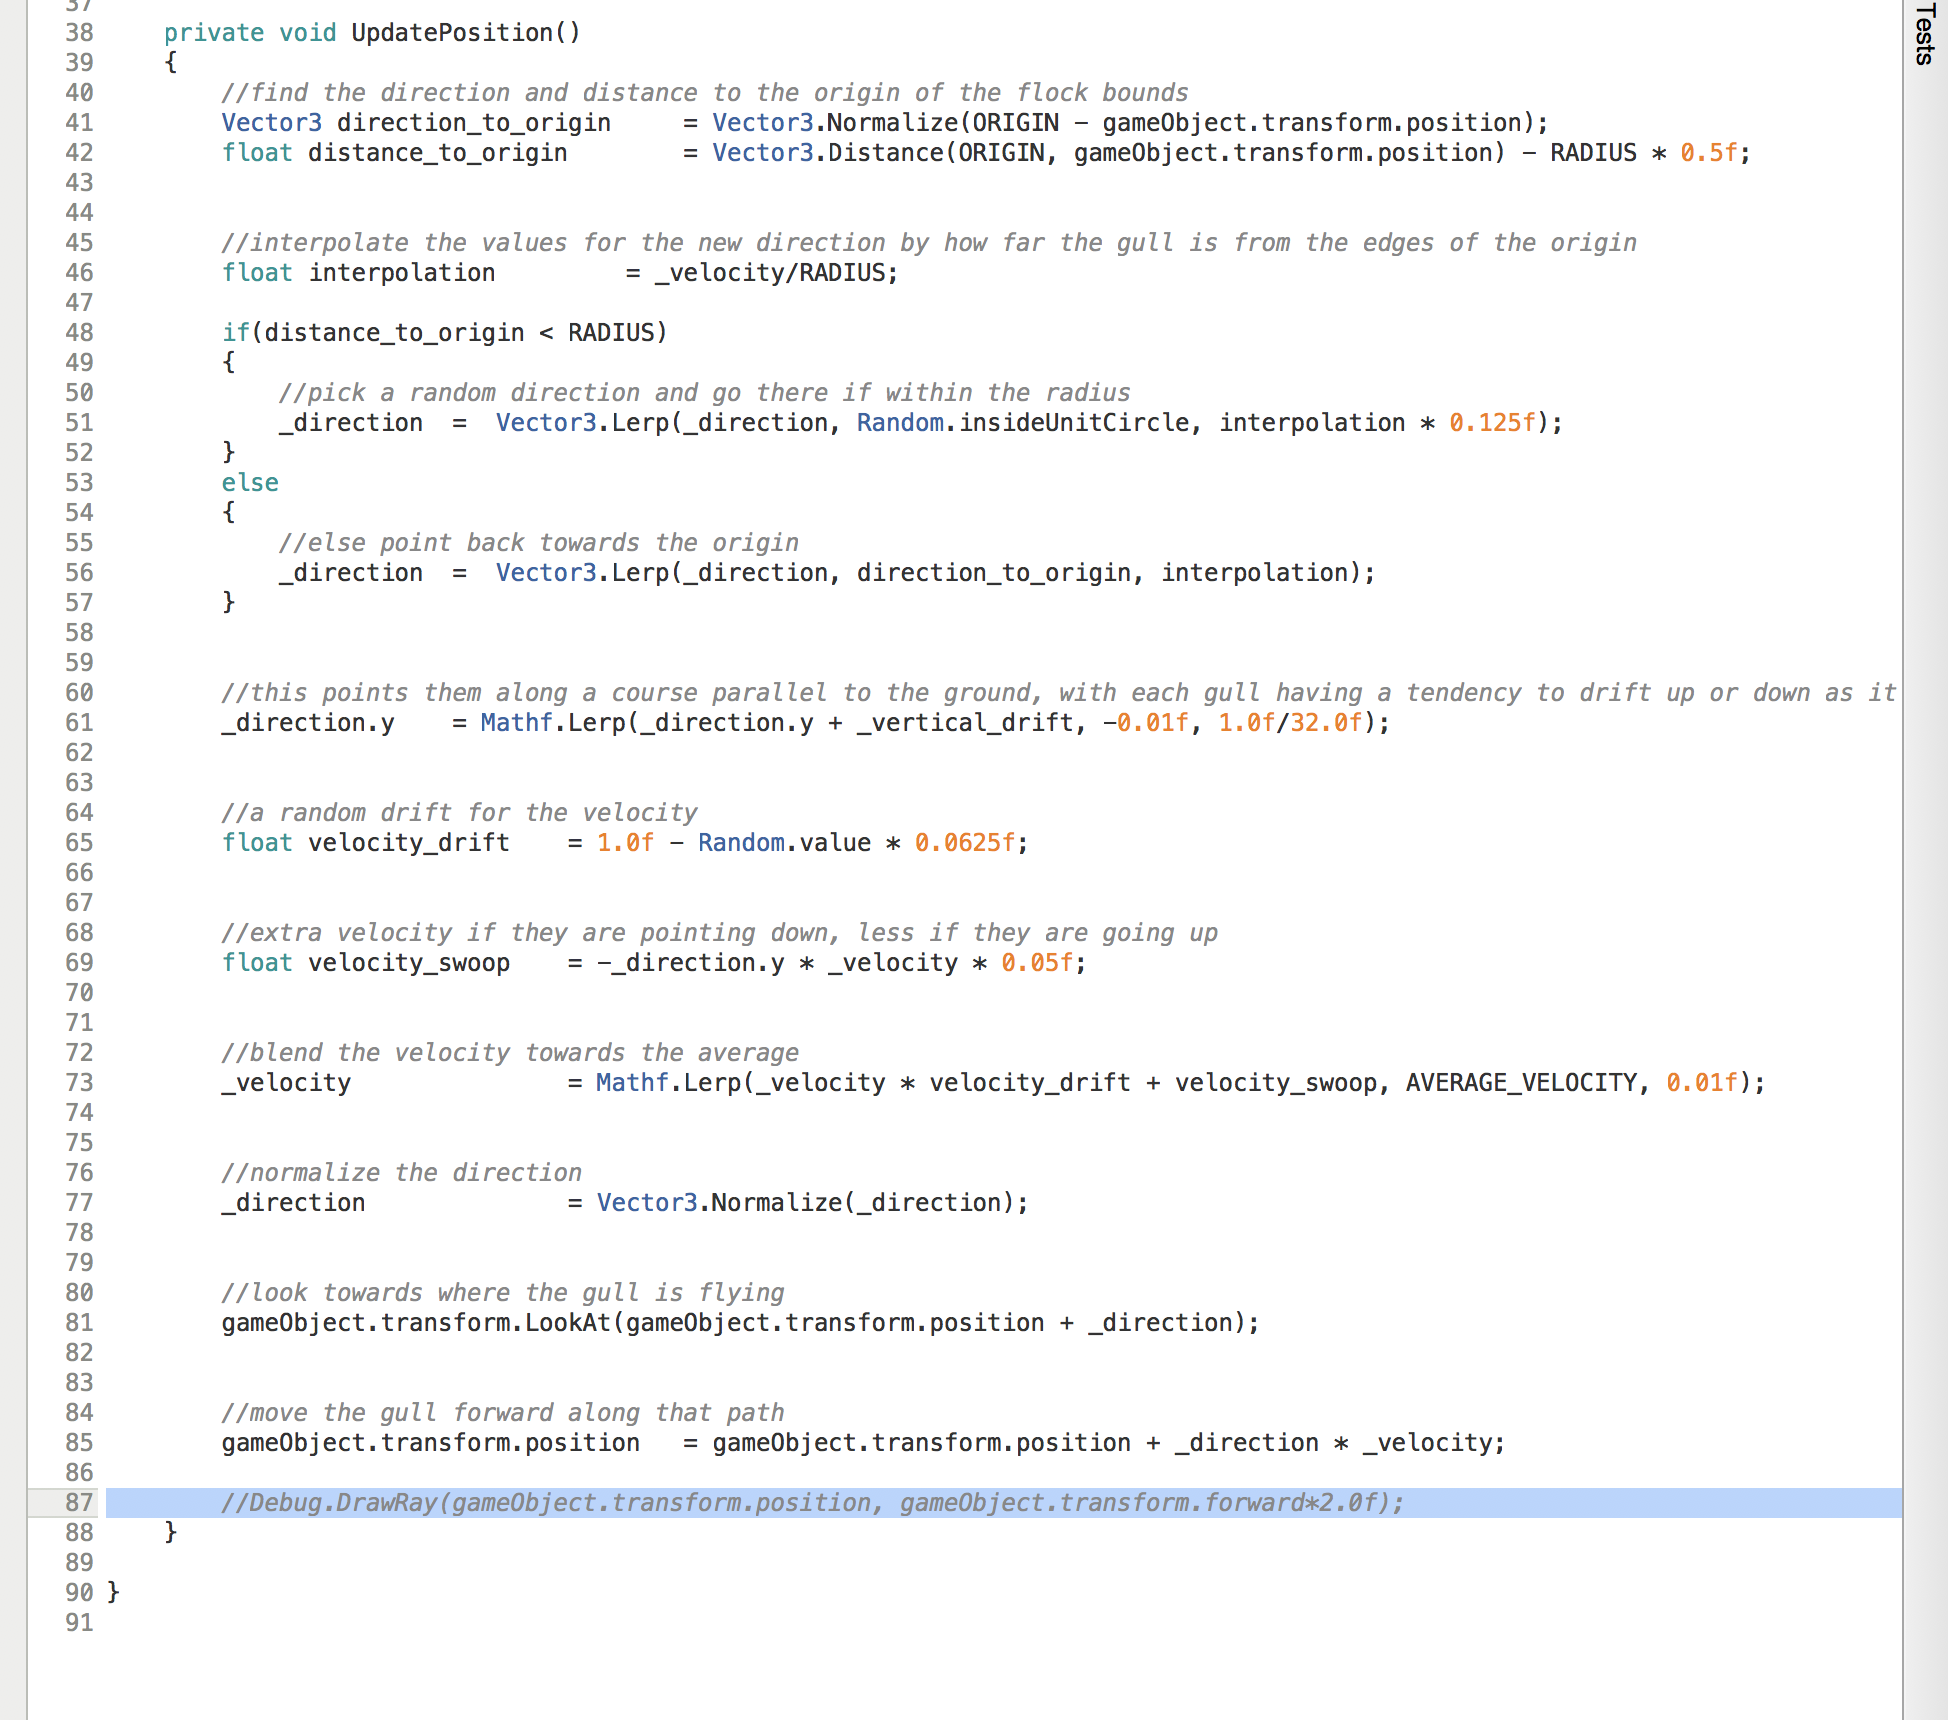 37
38 private void UpdatePosition()
39 {
40 //find the direction and distance to the origin of the flock bounds
41 Vector3 direction_to_origin = Vector3.Normalize(ORIGIN - gameObject.transform.position);
42 float distance_to_origin = Vector3.Distance(ORIGIN, gameObject.transform.position) - RADIUS * 0.5f;
43
44
45 //interpolate the values for the new direction by how far the gull is from the edges of the origin
46 float interpolation = _velocity/RADIUS;
47
48 if(distance_to_origin < RADIUS)
49 {
50 //pick a random direction and go there if within the radius
51 _direction = Vector3.Lerp(_direction, Random.insideUnitCircle, interpolation * 0.125f);
52 }
53 else
54 {
55 //else point back towards the origin
56 _direction = Vector3.Lerp(_direction, direction_to_origin, interpolation);
57 }
58
59
60 //this points them along a course parallel to the ground, with each gull having a tendency to drift up or down as it
61 _direction.y = Mathf.Lerp(_direction.y + _vertical_drift, -0.01f, 1.0f/32.0f);
62
63
64 //a random drift for the velocity
65 float velocity_drift = 1.0f - Random.value * 0.0625f;
66
67
68 //extra velocity if they are pointing down, less if they are going up
69 float velocity_swoop = -_direction.y * _velocity * 0.05f;
70
71
72 //blend the velocity towards the average
73 _velocity = Mathf.Lerp(_velocity * velocity_drift + velocity_swoop, AVERAGE_VELOCITY, 0.01f);
74
75
76 //normalize the direction
77 _direction = Vector3.Normalize(_direction);
78
79
80 //look towards where the gull is flying
81 gameObject.transform.LookAt(gameObject.transform.position + _direction);
82
83
84 //move the gull forward along that path
85 gameObject.transform.position = gameObject.transform.position + _direction * _velocity;
86
87 //Debug.DrawRay(gameObject.transform.position, gameObject.transform.forward*2.0f);
88 }
89
90 }
91
Tests